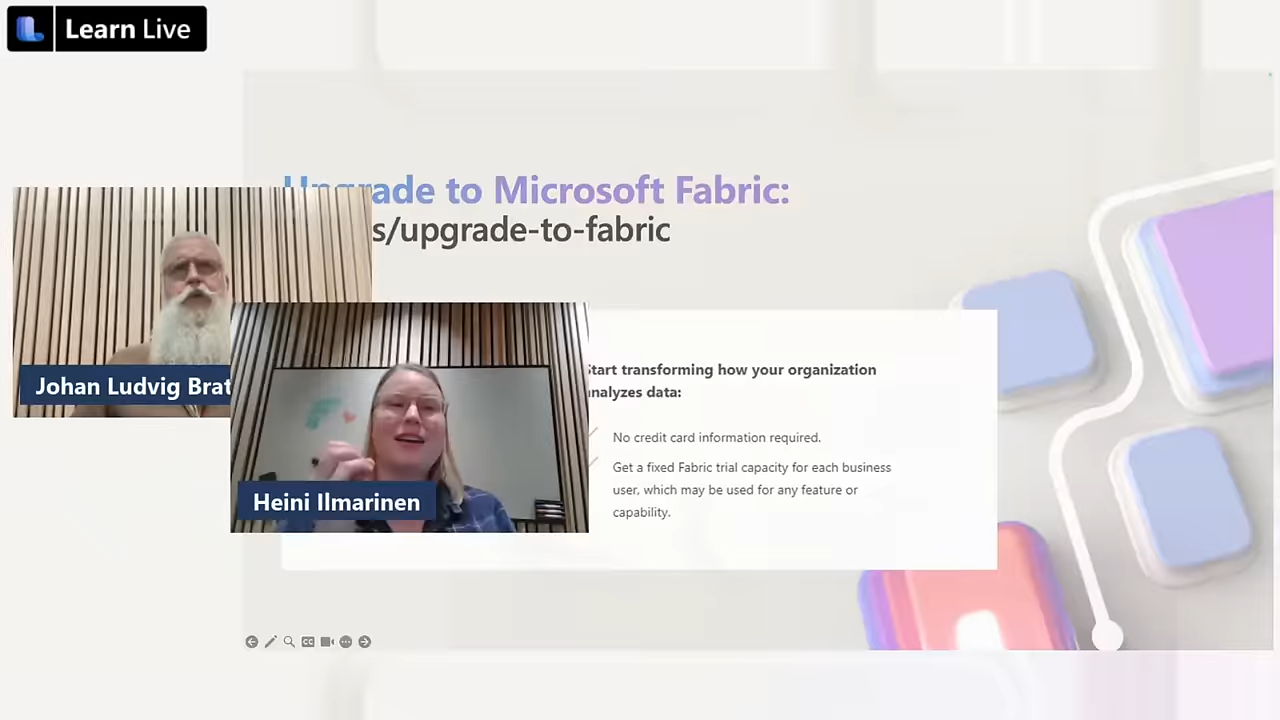 Learn Live
Upgrade to Microsoft Fabric:
s/upgrade-to-fabric
Johan Ludvig Brat
Heini Ilmarinen
Start transforming how your organization
analyzes data:
No credit card information required.
Get a fixed Fabric trial capacity for each business
user, which may be used for any feature or
capability.
CC